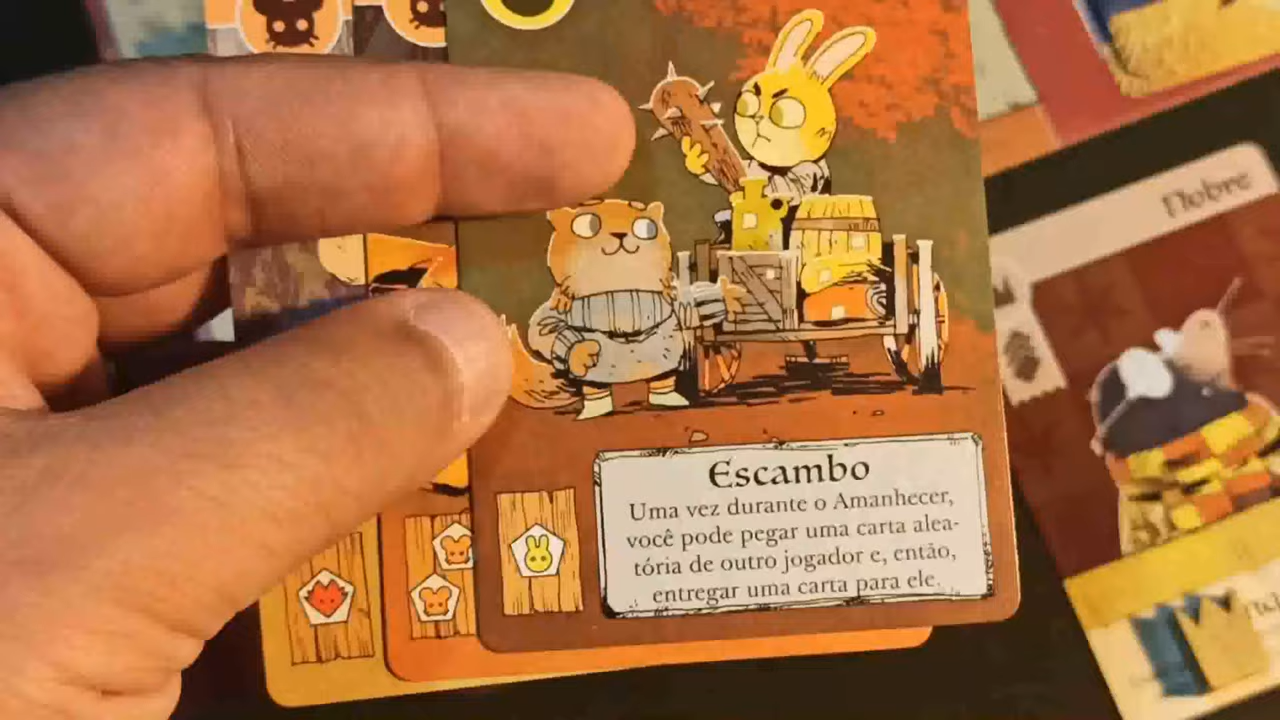 Nobre
Escambo
Uma vez durante o Amanhecer,
você pode pegar uma carta alea-
tória de outro jogador e, então,
entregar uma carta para ele.